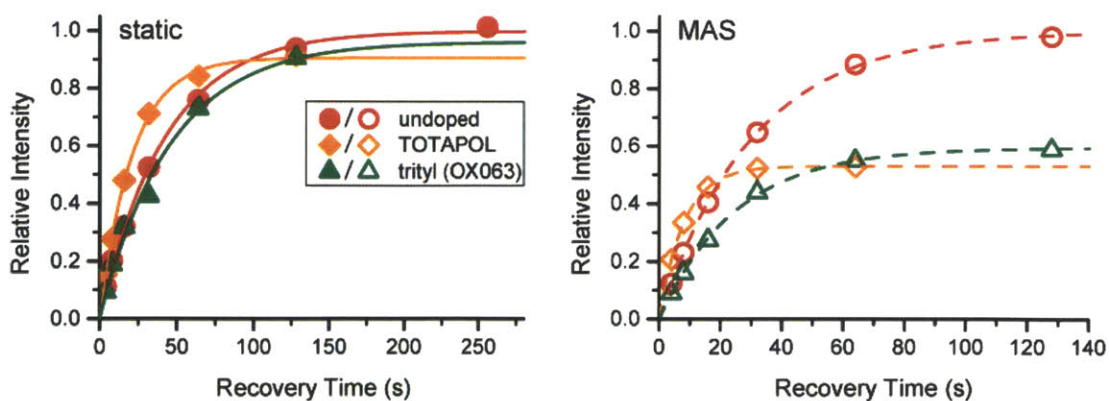 static
1.0
0.8
0.6
0.4
0.2
0.0
Relative Intensity
0 50 100 150 200 250
Recovery Time (s)
/ undoped
/ TOTAPOL
/ trityl (OX063)
MAS
1.0
0.8
0.6
0.4
0.2
0.0
Relative Intensity
0 20 40 60 80 100 120 140
Recovery Time (s)